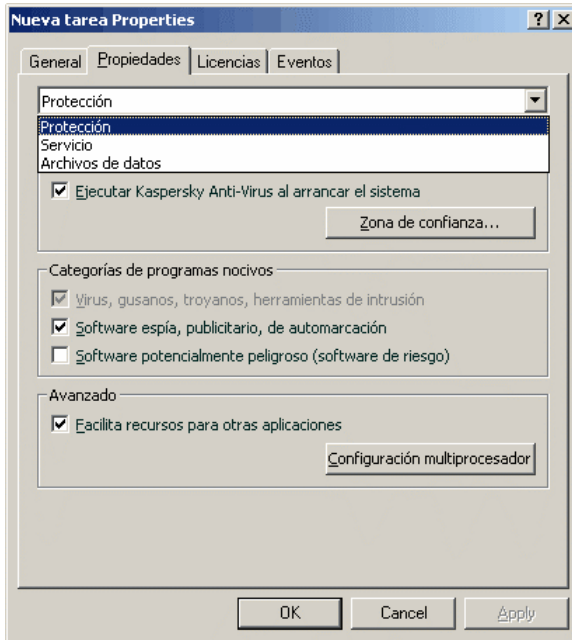 Nueva tarea Properties
General Propiedades Licencias Eventos
Protección
Protección
Servicio
Archivos de datos
Ejecutar Kaspersky Anti-Virus al arrancar el sistema
Zona de confianza...
Categorías de programas nocivos
Virus, gusanos, troyanos, herramientas de intrusión
Software espía, publicitario, de automarcación
Software potencialmente peligroso (software de riesgo)
Avanzado
Facilita recursos para otras aplicaciones
Configuración multiprocesador
OK Cancel Apply